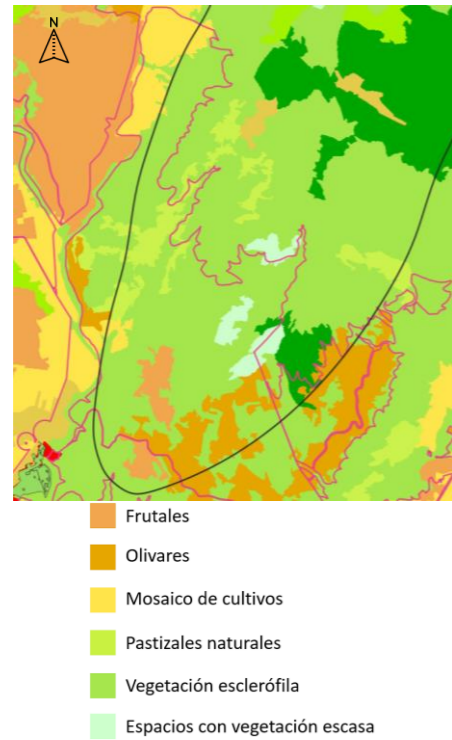 N
Frutales
Olivares
Mosaico de cultivos
Pastizales naturales
Vegetación esclerófila
Espacios con vegetación escasa